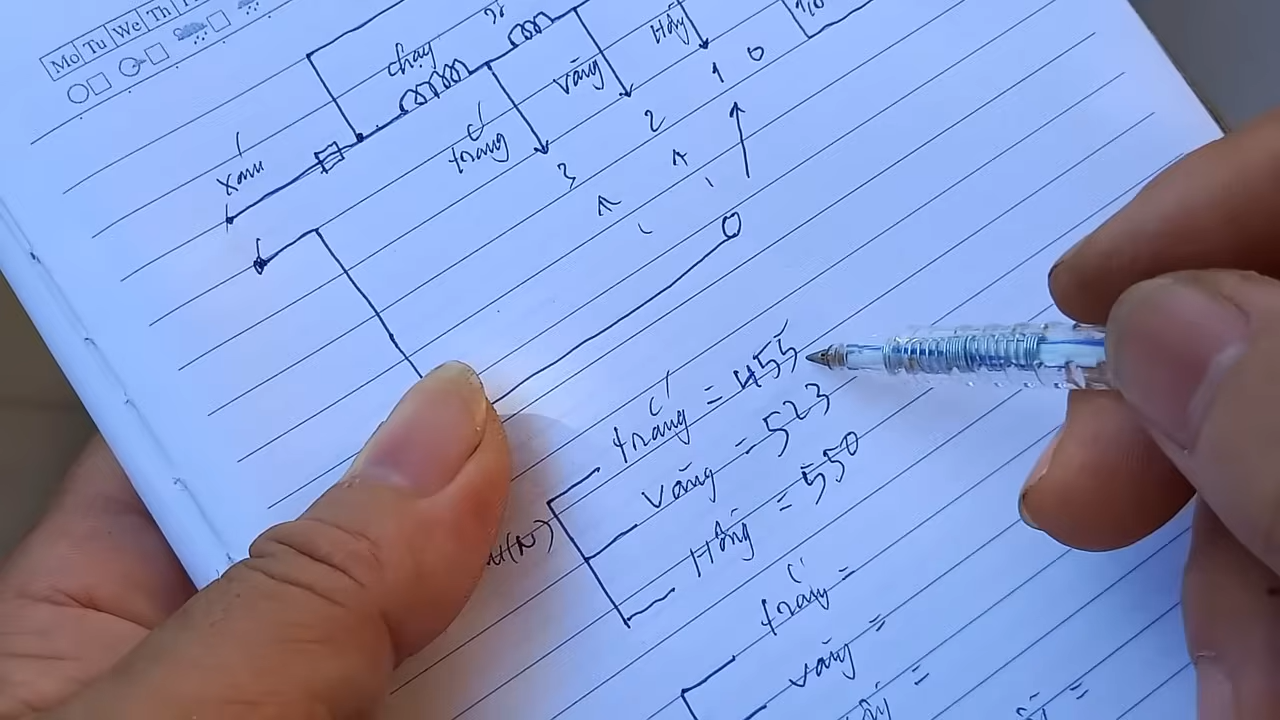 Mo Tu We Th
chạy
số
Hồng
vàng
trắng
xanh
0
1
2
3
trắng = 455
vàng = 523
Hồng = 550
trắng =
vàng =
=
=